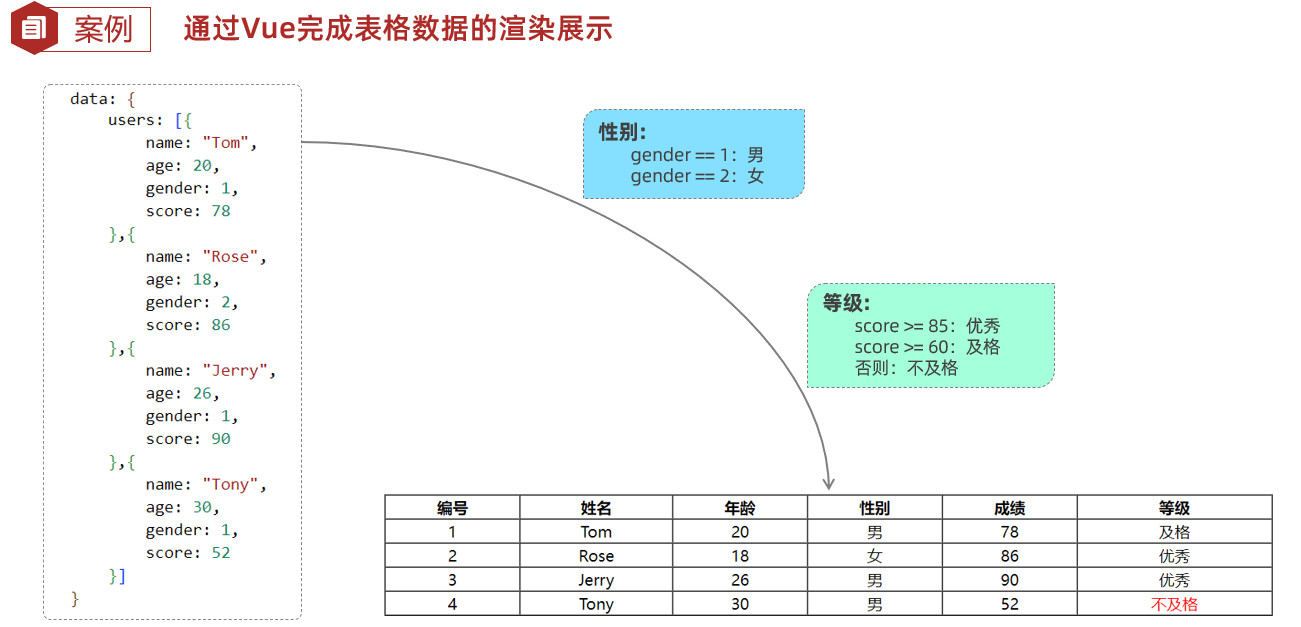 案例
通过Vue完成表格数据的渲染展示
data: {
users: [{
name: "Tom",
age: 20,
gender: 1,
score: 78
},{
name: "Rose",
age: 18,
gender: 2,
score: 86
},{
name: "Jerry",
age: 26,
gender: 1,
score: 90
},{
name: "Tony",
age: 30,
gender: 1,
score: 52
}]
}
性别:
gender == 1：男
gender == 2：女
等级:
score >= 85：优秀
score >= 60：及格
否则：不及格
编号 姓名 年龄 性别 成绩 等级
1 Tom 20 男 78 及格
2 Rose 18 女 86 优秀
3 Jerry 26 男 90 优秀
4 Tony 30 男 52 不及格